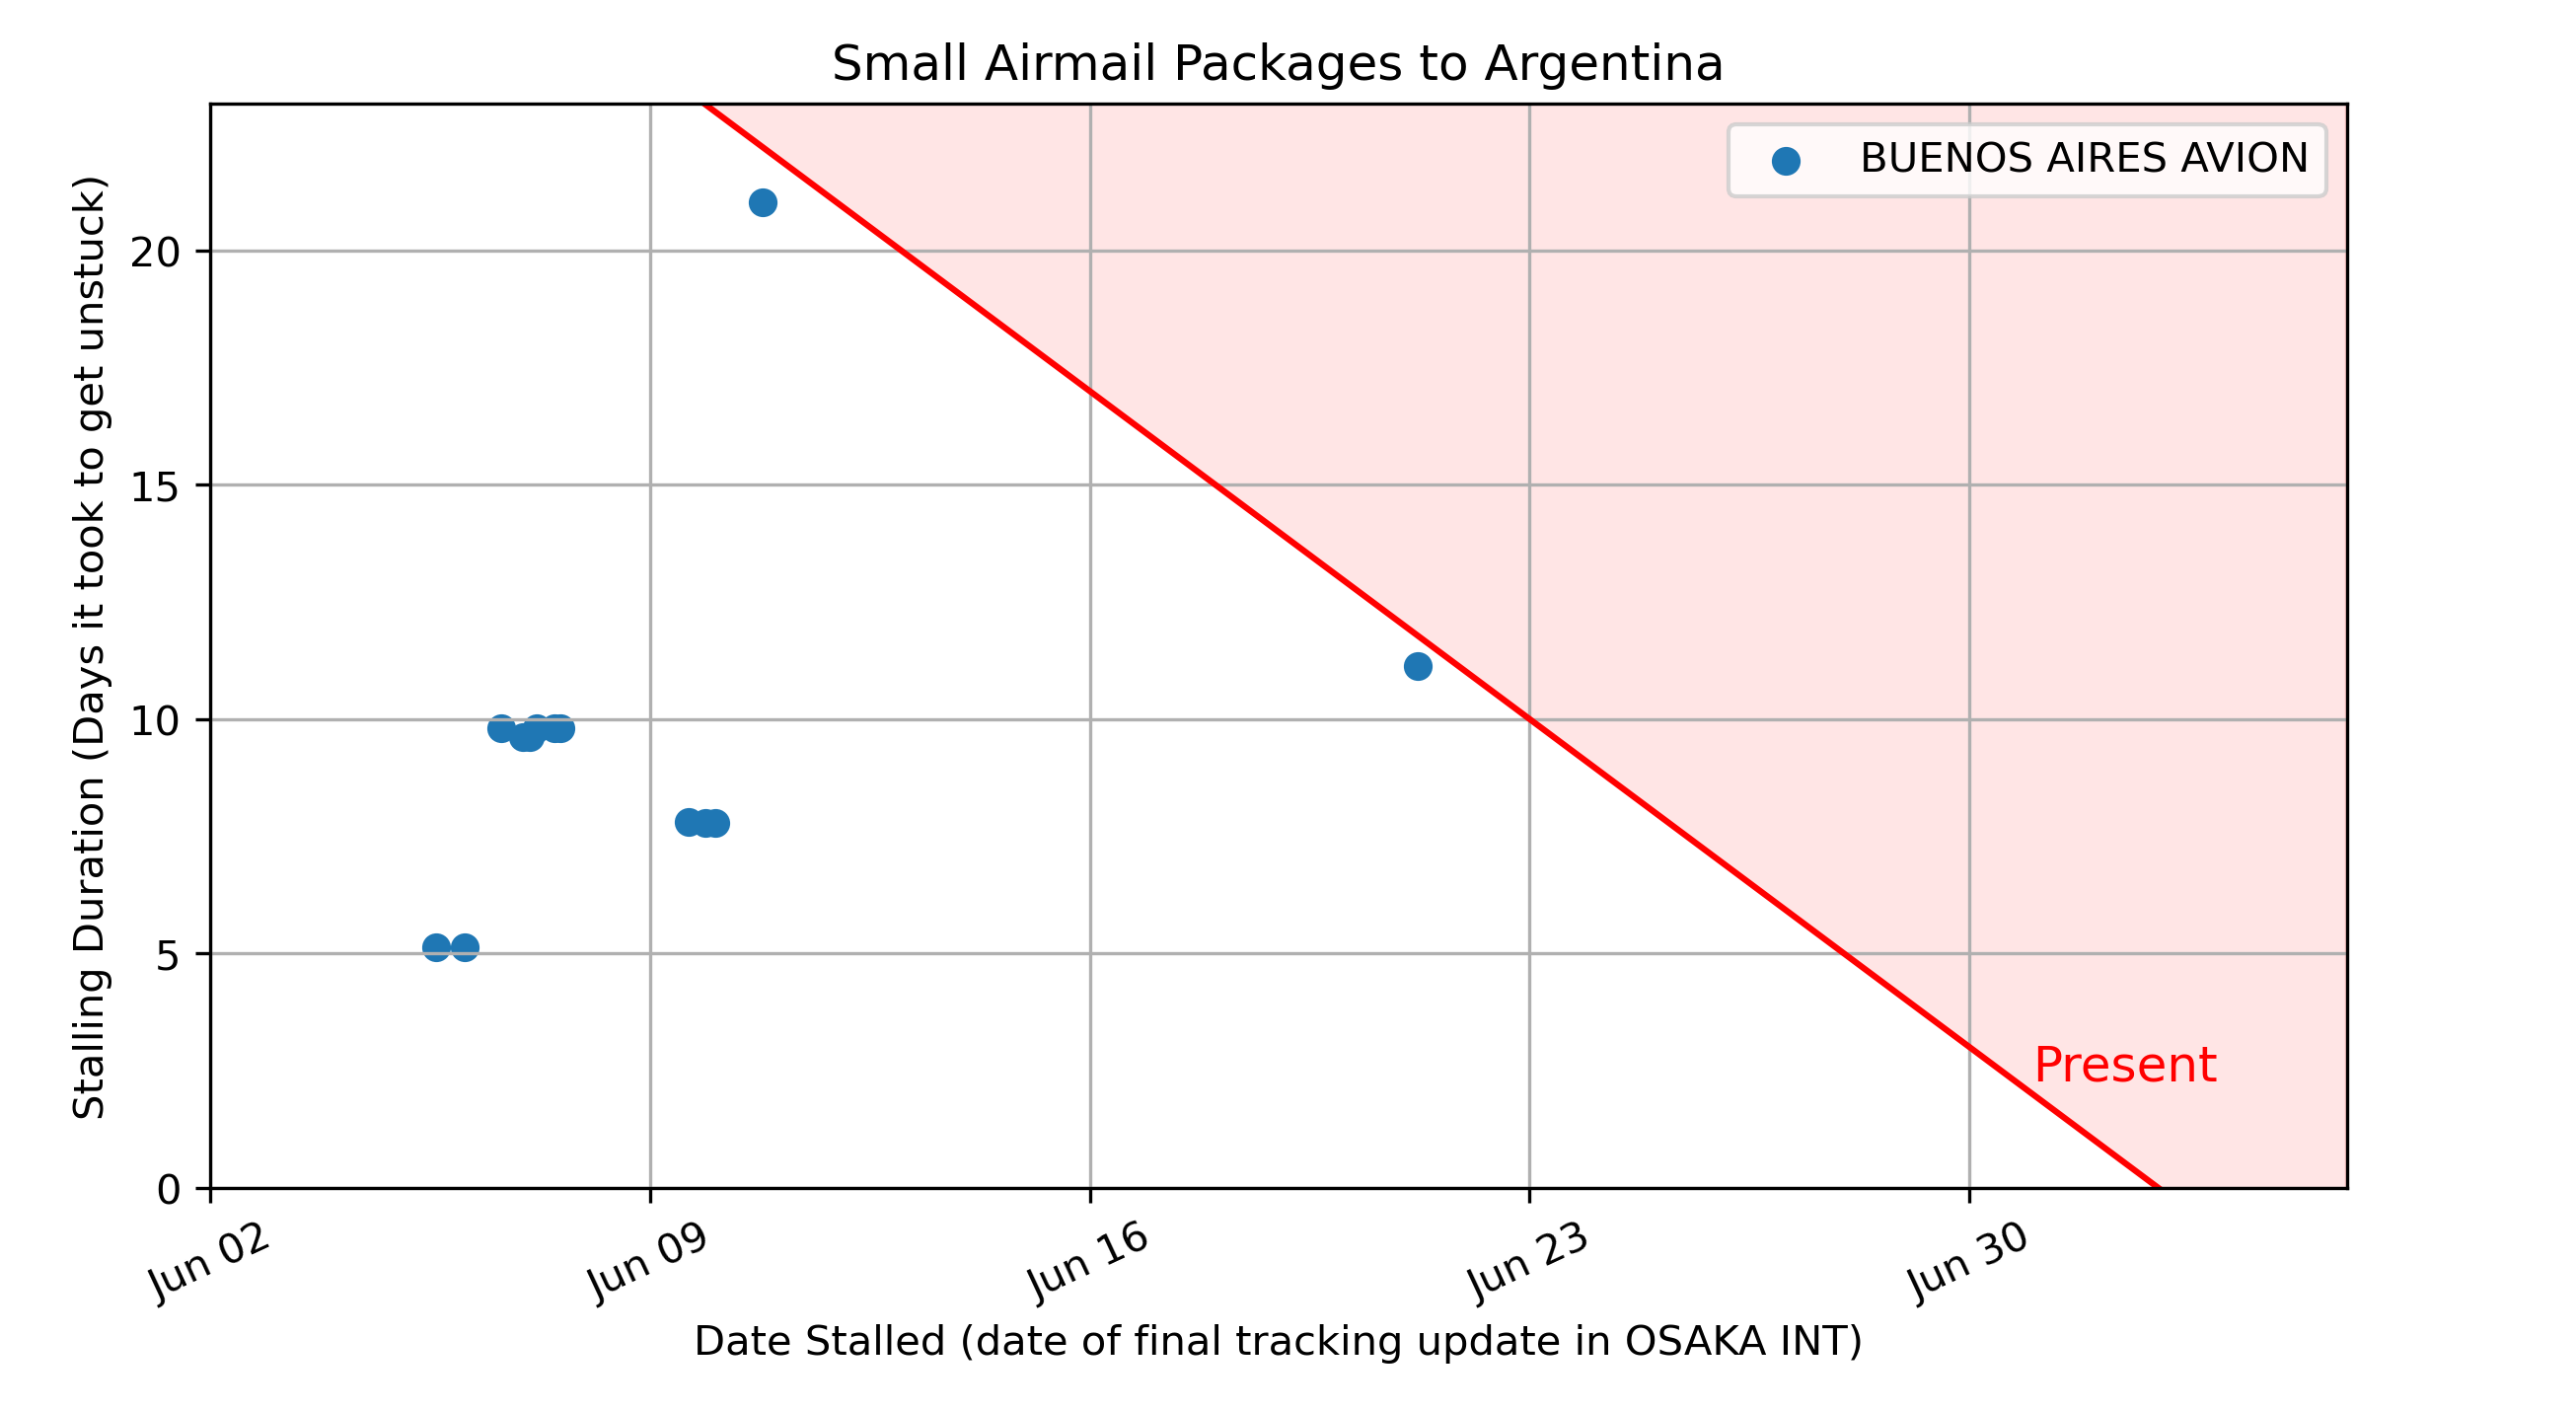 Small Airmail Packages to Argentina
BUENOS AIRES AVION
Stalling Duration (Days it took to get unstuck)
20
15
10
5
0
Present
Jun 02
Jun 09
Jun 16
Jun 23
Jun 30
Date Stalled (date of final tracking update in OSAKA INT)